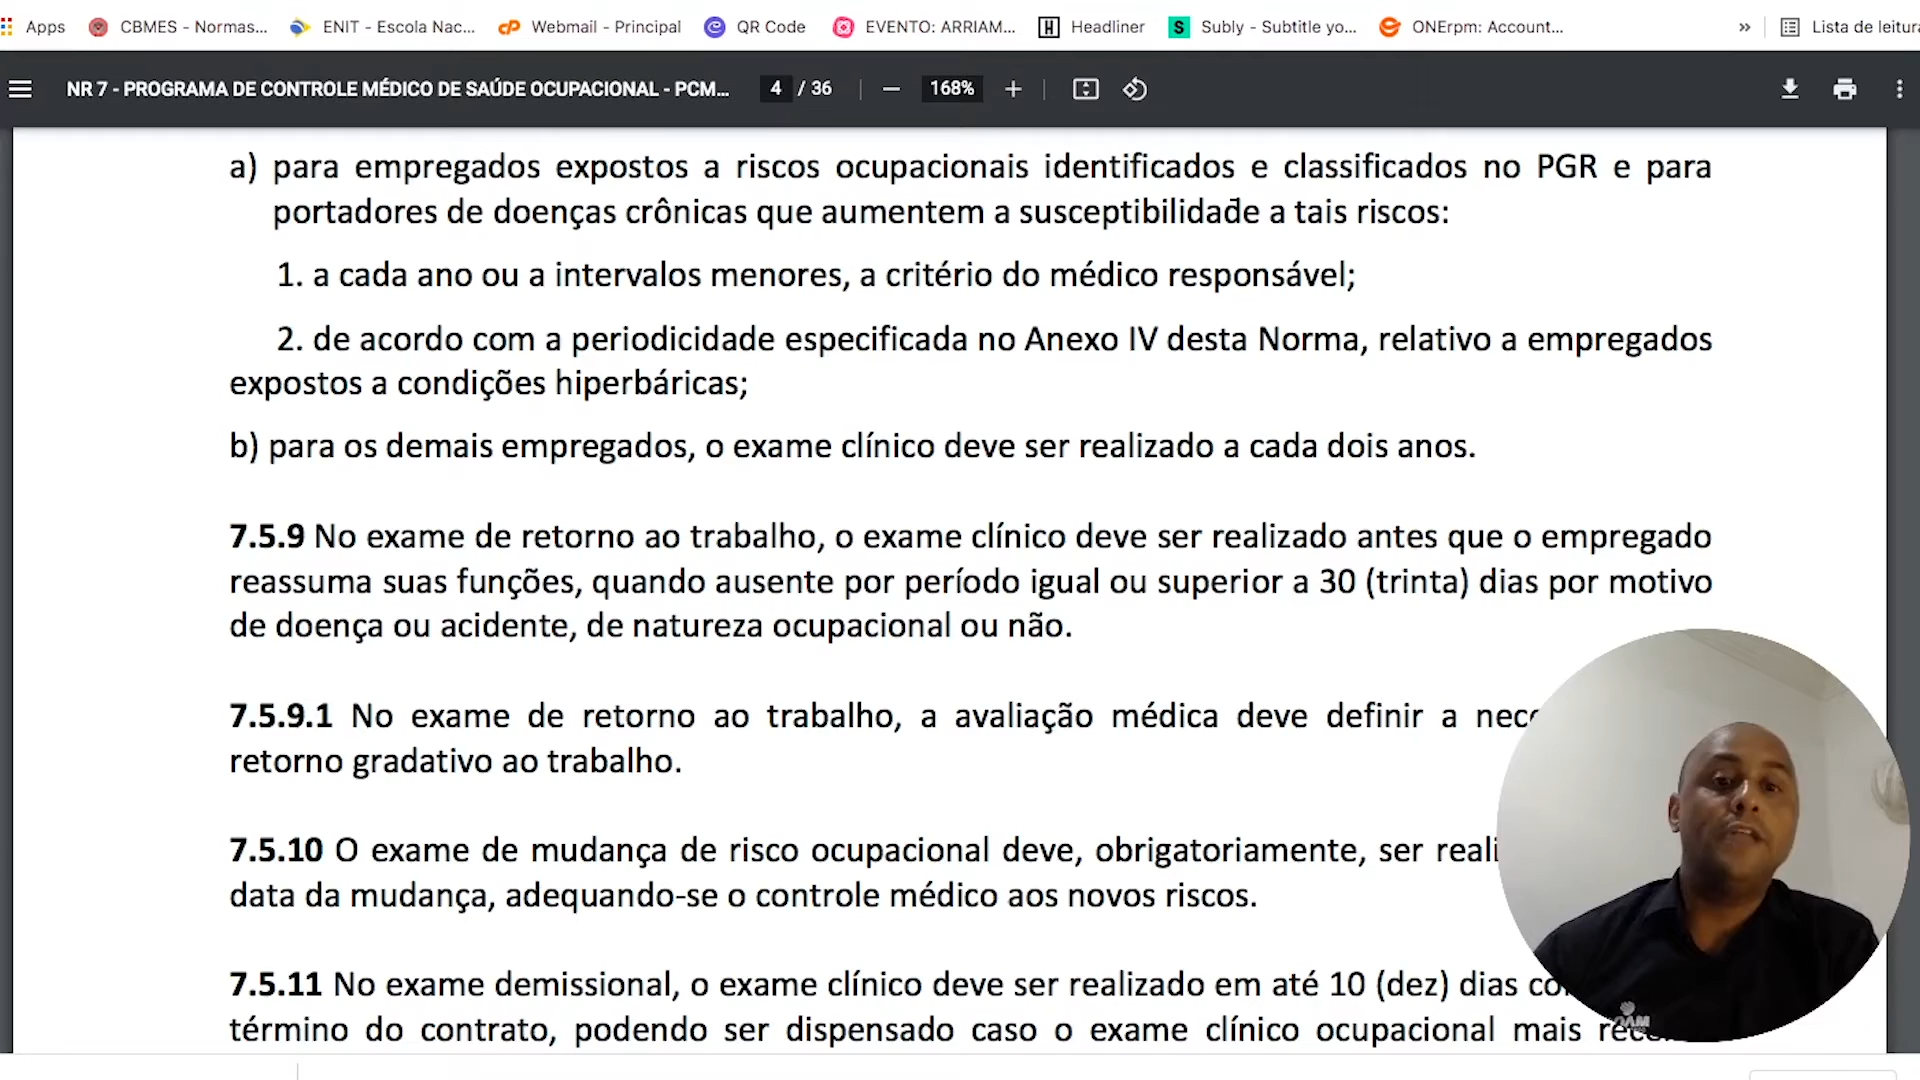 Apps CBMES - Normas... ENIT - Escola Nac... Webmail - Principal QR Code EVENTO: ARRIAM... Headliner Subly - Subtitle yo... ONErpm: Account... » Lista de leitura
NR 7 - PROGRAMA DE CONTROLE MÉDICO DE SAÚDE OCUPACIONAL - PCM... 4 / 36 168%
a) para empregados expostos a riscos ocupacionais identificados e classificados no PGR e para
portadores de doenças crônicas que aumentem a susceptibilidade a tais riscos:
1. a cada ano ou a intervalos menores, a critério do médico responsável;
2. de acordo com a periodicidade especificada no Anexo IV desta Norma, relativo a empregados
expostos a condições hiperbáricas;
b) para os demais empregados, o exame clínico deve ser realizado a cada dois anos.
7.5.9 No exame de retorno ao trabalho, o exame clínico deve ser realizado antes que o empregado
reassuma suas funções, quando ausente por período igual ou superior a 30 (trinta) dias por motivo
de doença ou acidente, de natureza ocupacional ou não.
7.5.9.1 No exame de retorno ao trabalho, a avaliação médica deve definir a
retorno gradativo ao trabalho.
7.5.10 O exame de mudança de risco ocupacional deve, obrigatoriamente, ser
data da mudança, adequando-se o controle médico aos novos riscos.
7.5.11 No exame demissional, o exame clínico deve ser realizado em até 10 (dez) dias
término do contrato, podendo ser dispensado caso o exame clínico ocupacional mais